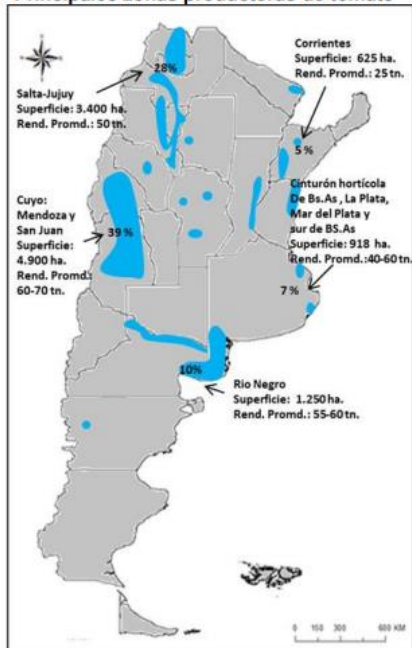 Principales zonas productoras de tomate
28%
Salta-Jujuy
Superficie: 3.400 ha.
Rend. Promd.: 50 tn.
Corrientes
Superficie: 625 ha.
Rend. Promd.: 25 tn.
5 %
Cinturón hortícola
De Bs.As , La Plata,
Mar del Plata y
sur de BS.As
Superficie: 918 ha.
Rend. Promd.:40-60 tn.
7 %
Cuyo:
Mendoza y
San Juan
Superficie:
4.900 ha.
Rend. Promd.:
60-70 tn.
39 %
10%
Rio Negro
Superficie: 1.250 ha.
Rend. Promd.: 55-60 tn.
0 150 300 600 KM